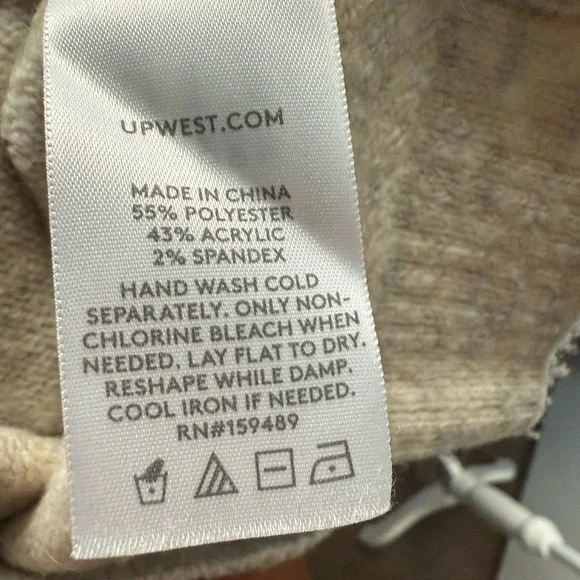 UPWEST.COM
MADE IN CHINA
55% POLYESTER
43% ACRYLIC
2% SPANDEX
HAND WASH COLD
SEPARATELY. ONLY NON-
CHLORINE BLEACH WHEN
NEEDED, LAY FLAT TO DRY.
RESHAPE WHILE DAMP.
COOL IRON IF NEEDED.
RN#159489